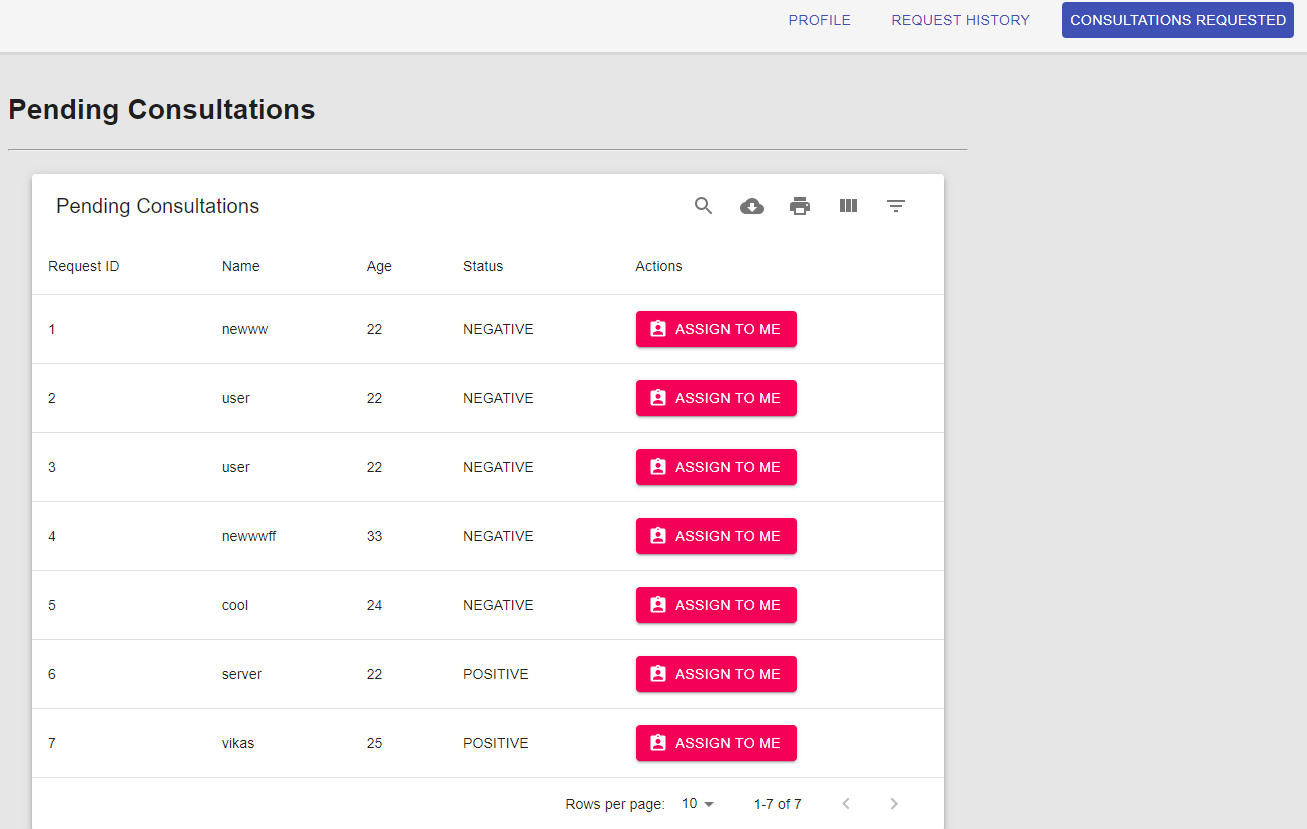 PROFILE REQUEST HISTORY CONSULTATIONS REQUESTED
Pending Consultations
Pending Consultations
Request ID Name Age Status Actions
1 newww 22 NEGATIVE ASSIGN TO ME
2 user 22 NEGATIVE ASSIGN TO ME
3 user 22 NEGATIVE ASSIGN TO ME
4 newwwff 33 NEGATIVE ASSIGN TO ME
5 cool 24 NEGATIVE ASSIGN TO ME
6 server 22 POSITIVE ASSIGN TO ME
7 vikas 25 POSITIVE ASSIGN TO ME
Rows per page: 10 1-7 of 7